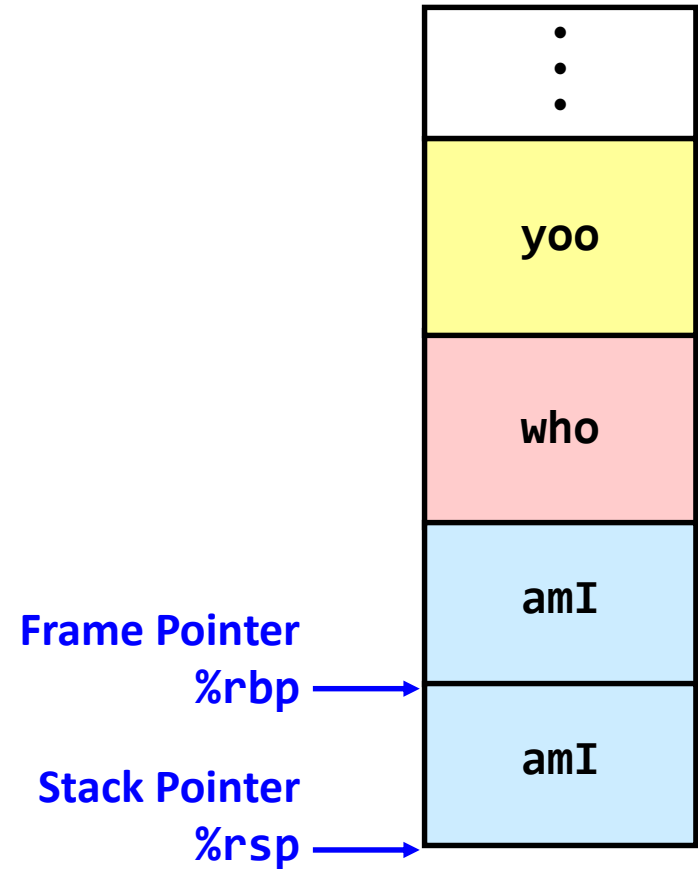 yoo
who
amI
Frame Pointer
%rbp
amI
Stack Pointer
%rsp